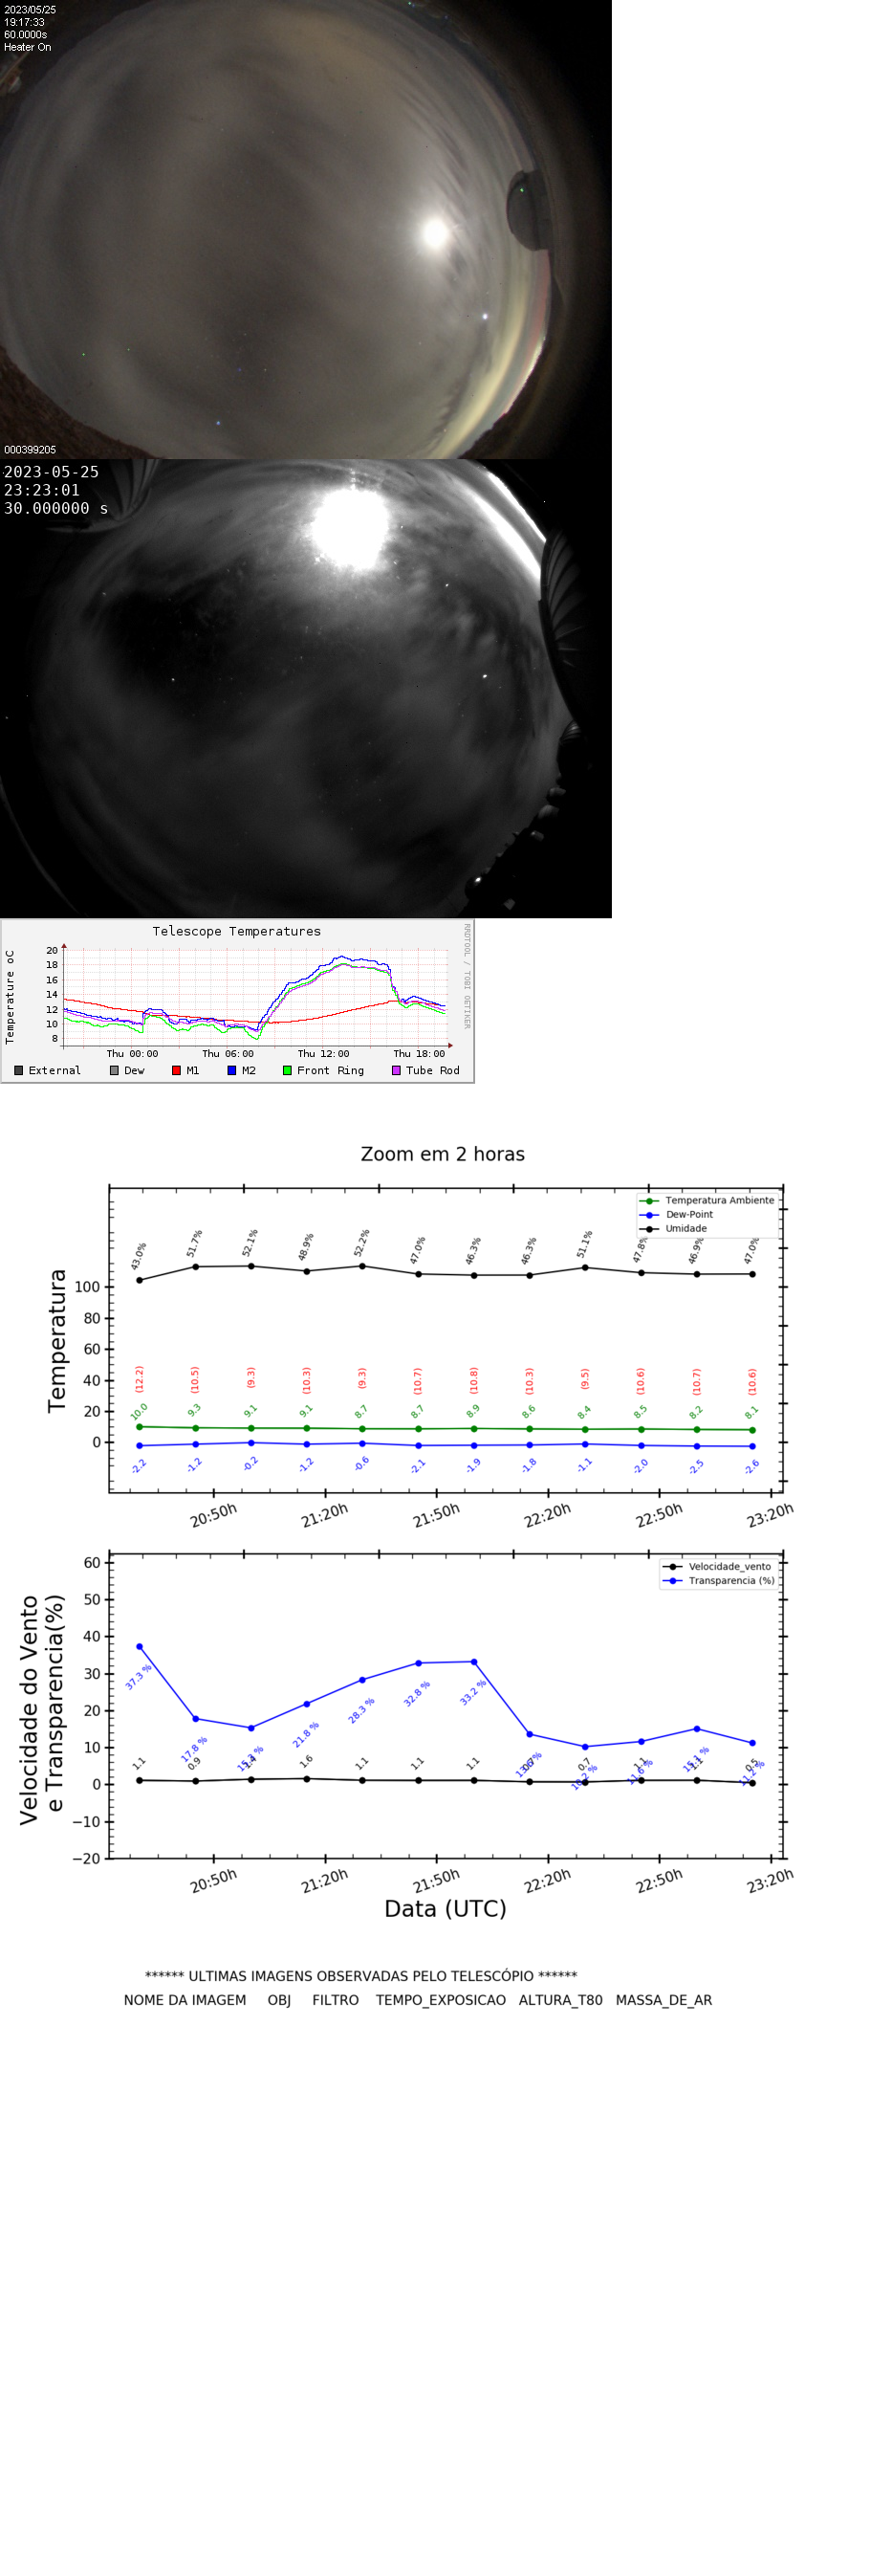 2023/05/25
19:17:33
60.0000s
Heater On
000399205
2023-05-25
23:23:01
30.000000 s
Telescope Temperatures
RRDTOOL / TOBI OETIKER
Temperature oC
20
18
16
14
12
10
8
Thu 00:00 Thu 06:00 Thu 12:00 Thu 18:00
External Dew M1 M2 Front Ring Tube Rod
Zoom em 2 horas
Temperatura Ambiente
Dew-Point
Umidade
43.0% 51.7% 52.1% 48.9% 52.2% 47.0% 46.3% 46.3% 51.1% 47.8% 46.9% 47.0%
Temperatura
100
80
60
40
20
0
(12.2) (10.5) (9.3) (10.3) (9.3) (10.7) (10.8) (10.3) (9.5) (10.6) (10.7) (10.6)
10.0 9.3 9.1 9.1 8.7 8.7 8.9 8.6 8.4 8.5 8.2 8.1
-2.2 -1.2 -0.2 -1.2 -0.6 -2.1 -1.9 -1.8 -1.1 -2.0 -2.5 -2.6
20:50h 21:20h 21:50h 22:20h 22:50h 23:20h
Velocidade_vento
Transparencia (%)
Velocidade do Vento
e Transparencia(%)
60
50
40
30
20
10
0
−10
−20
37.3 % 17.8 % 21.8 % 28.3 % 32.8 % 33.2 % 11.2 %
1.1 0.9 1.6 1.1 1.1 1.1 0.7 1.1 0.5
20:50h 21:20h 21:50h 22:20h 22:50h 23:20h
Data (UTC)
****** ULTIMAS IMAGENS OBSERVADAS PELO TELESCÓPIO ******
NOME DA IMAGEM OBJ FILTRO TEMPO_EXPOSICAO ALTURA_T80 MASSA_DE_AR